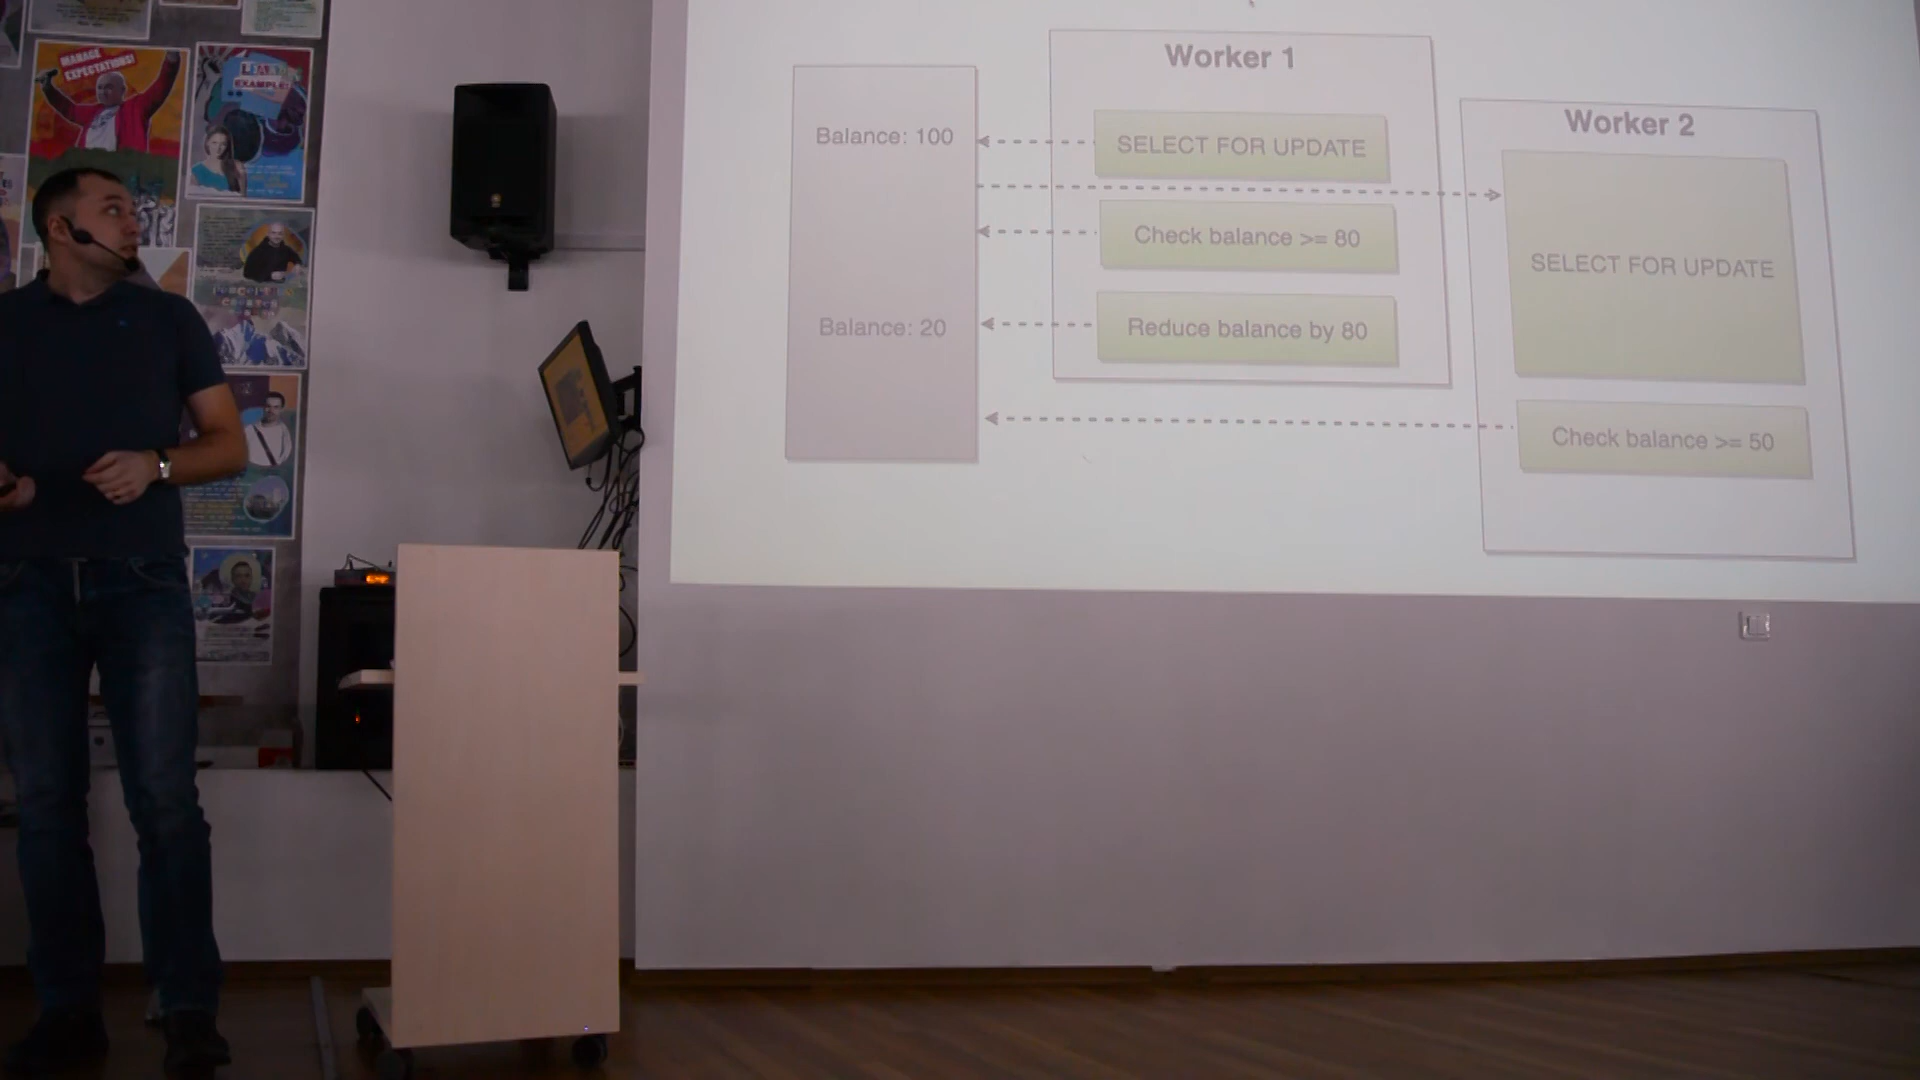 MANAGE
EXPECTATIONS!
EXAMPLE!
Worker 1
Worker 2
Balance: 100
SELECT FOR UPDATE
Check balance >= 80
SELECT FOR UPDATE
Balance: 20
Reduce balance by 80
Check balance >= 50